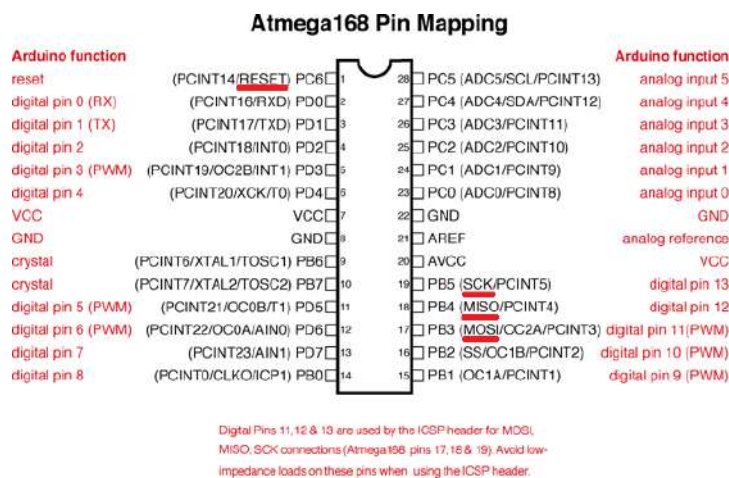 Atmega168 Pin Mapping
Arduino function Arduino function
reset (PCINT14/RESET) PC6 1 28 PC5 (ADC5/SCL/PCINT13) analog input 5
digital pin 0 (RX) (PCINT16/RXD) PD0 2 27 PC4 (ADC4/SDA/PCINT12) analog input 4
digital pin 1 (TX) (PCINT17/TXD) PD1 3 26 PC3 (ADC3/PCINT11) analog input 3
digital pin 2 (PCINT18/INT0) PD2 4 25 PC2 (ADC2/PCINT10) analog input 2
digital pin 3 (PWM) (PCINT19/OC2B/INT1) PD3 5 24 PC1 (ADC1/PCINT9) analog input 1
digital pin 4 (PCINT20/XCK/T0) PD4 6 23 PC0 (ADC0/PCINT8) analog input 0
VCC VCC 7 22 GND GND
GND GND 8 21 AREF analog reference
crystal (PCINT6/XTAL1/TOSC1) PB6 9 20 AVCC VCC
crystal (PCINT7/XTAL2/TOSC2) PB7 10 19 PB5 (SCK/PCINT5) digital pin 13
digital pin 5 (PWM) (PCINT21/OC0B/T1) PD5 11 18 PB4 (MISO/PCINT4) digital pin 12
digital pin 6 (PWM) (PCINT22/OC0A/AIN0) PD6 12 17 PB3 (MOSI/OC2A/PCINT3) digital pin 11(PWM)
digital pin 7 (PCINT23/AIN1) PD7 13 16 PB2 (SS/OC1B/PCINT2) digital pin 10 (PWM)
digital pin 8 (PCINT0/CLKO/ICP1) PB0 14 15 PB1 (OC1A/PCINT1) digital pin 9 (PWM)
Digital Pins 11, 12 & 13 are used by the ICSP header for MOSI,
MISO, SCK connections (Atmega168 pins 17, 18 & 19). Avoid low-
impedance loads on these pins when using the ICSP header.